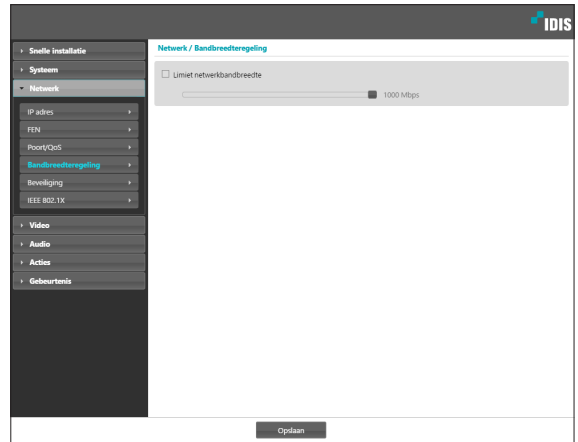 IDIS
Snelle installatie
Systeem
Netwerk
IP adres
FEN
Poort/QoS
Bandbreedteregeling
Beveiliging
IEEE 802.1X
Video
Audio
Acties
Gebeurtenis
Netwerk / Bandbreedteregeling
Limiet netwerkbandbreedte
1000 Mbps
Opslaan